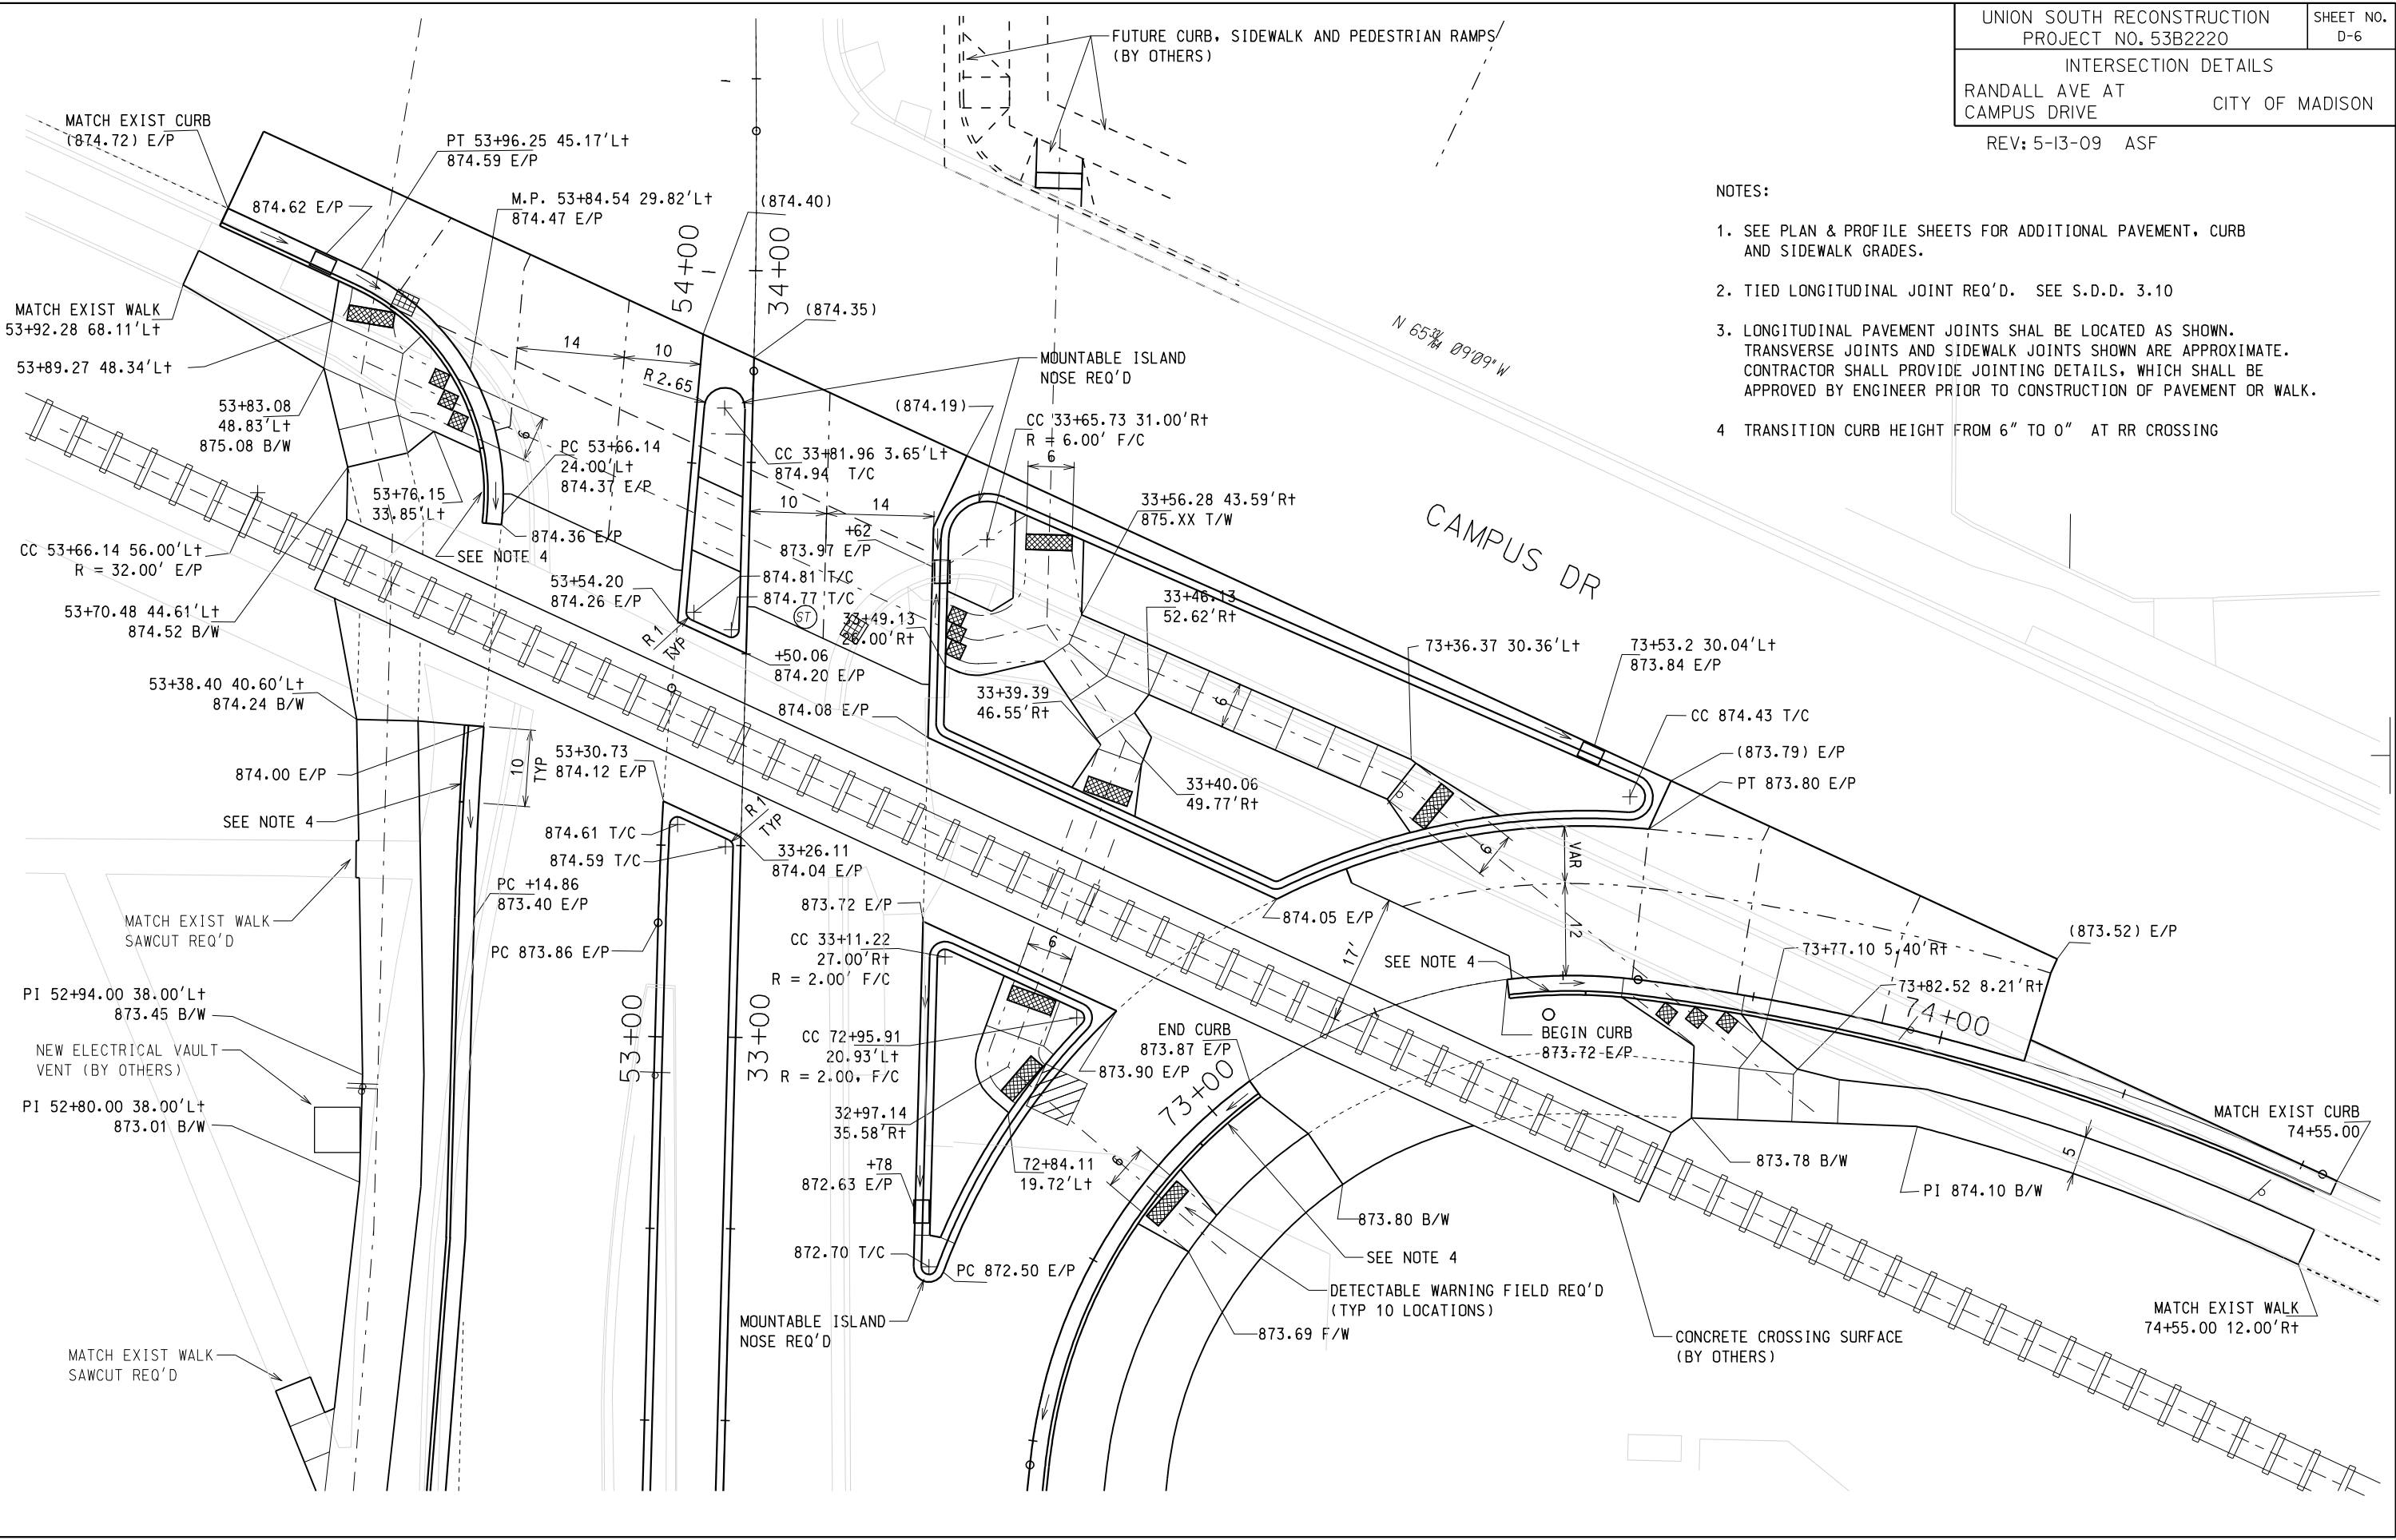 UNION SOUTH RECONSTRUCTION
PROJECT NO. 53B2220
SHEET NO.
D-6
INTERSECTION DETAILS
RANDALL AVE AT
CAMPUS DRIVE
CITY OF MADISON
REV: 5-13-09 ASF
NOTES:
1. SEE PLAN & PROFILE SHEETS FOR ADDITIONAL PAVEMENT, CURB
AND SIDEWALK GRADES.
2. TIED LONGITUDINAL JOINT REQ'D. SEE S.D.D. 3.10
3. LONGITUDINAL PAVEMENT JOINTS SHAL BE LOCATED AS SHOWN.
TRANSVERSE JOINTS AND SIDEWALK JOINTS SHOWN ARE APPROXIMATE.
CONTRACTOR SHALL PROVIDE JOINTING DETAILS, WHICH SHALL BE
APPROVED BY ENGINEER PRIOR TO CONSTRUCTION OF PAVEMENT OR WALK.
4 TRANSITION CURB HEIGHT FROM 6" TO 0" AT RR CROSSING
FUTURE CURB, SIDEWALK AND PEDESTRIAN RAMPS
(BY OTHERS)
MATCH EXIST CURB
(874.72) E/P
PT 53+96.25 45.17'Lt
874.59 E/P
874.62 E/P
M.P. 53+84.54 29.82'Lt
874.47 E/P
(874.40)
54+00
34+00
(874.35)
MATCH EXIST WALK
53+92.28 68.11'Lt
53+89.27 48.34'Lt
14
10
R 2.65
MOUNTABLE ISLAND
NOSE REQ'D
53+83.08
48.83'Lt
875.08 B/W
6
(874.19)
CC 33+65.73 31.00'Rt
R = 6.00' F/C
6
PC 53+66.14
24.00'Lt
874.37 E/P
CC 33+81.96 3.65'Lt
874.94 T/C
53+76.15
33.85'Lt
10
14
33+56.28 43.59'Rt
875.XX T/W
874.36 E/P
SEE NOTE 4
+62
873.97 E/P
CC 53+66.14 56.00'Lt
R = 32.00' E/P
53+54.20
874.26 E/P
874.81 T/C
874.77 T/C
ST
53+70.48 44.61'Lt
874.52 B/W
R 1
TYP
33+49.13
26.00'Rt
33+46.13
52.62'Rt
CAMPUS DR
73+36.37 30.36'Lt
73+53.2 30.04'Lt
873.84 E/P
+50.06
874.20 E/P
53+38.40 40.60'Lt
874.24 B/W
874.08 E/P
33+39.39
46.55'Rt
6
CC 874.43 T/C
(873.79) E/P
PT 873.80 E/P
10
TYP
53+30.73
874.12 E/P
874.00 E/P
33+40.06
49.77'Rt
SEE NOTE 4
874.61 T/C
874.59 T/C
R 1
TYP
33+26.11
874.04 E/P
VAR
6
PC +14.86
873.40 E/P
873.72 E/P
874.05 E/P
MATCH EXIST WALK
SAWCUT REQ'D
PC 873.86 E/P
CC 33+11.22
27.00'Rt
R = 2.00' F/C
6
17'
12
SEE NOTE 4
73+77.10 5.40'Rt
(873.52) E/P
73+82.52 8.21'Rt
74+00
PI 52+94.00 38.00'Lt
873.45 B/W
53+00
33+00
CC 72+95.91
20.93'Lt
R = 2.00, F/C
END CURB
873.87 E/P
BEGIN CURB
873.72 E/P
NEW ELECTRICAL VAULT
VENT (BY OTHERS)
873.90 E/P
73+00
PI 52+80.00 38.00'Lt
873.01 B/W
32+97.14
35.58'Rt
MATCH EXIST CURB
74+55.00
+78
872.63 E/P
72+84.11
19.72'Lt
6
873.78 B/W
5
PI 874.10 B/W
873.80 B/W
SEE NOTE 4
872.70 T/C
PC 872.50 E/P
DETECTABLE WARNING FIELD REQ'D
(TYP 10 LOCATIONS)
MOUNTABLE ISLAND
NOSE REQ'D
873.69 F/W
CONCRETE CROSSING SURFACE
(BY OTHERS)
MATCH EXIST WALK
74+55.00 12.00'Rt
MATCH EXIST WALK
SAWCUT REQ'D